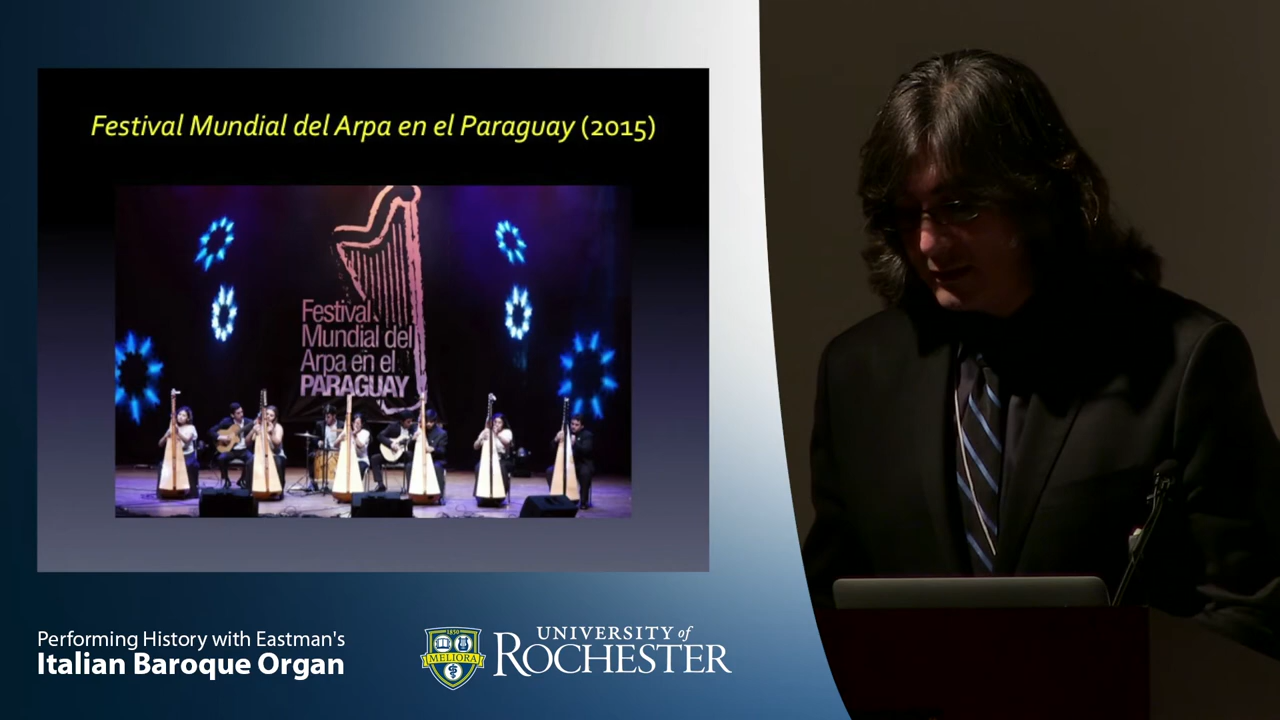 Festival Mundial del Arpa en el Paraguay (2015)
Festival
Mundial del
Arpa en el
PARAGUAY
Performing History with Eastman's
Italian Baroque Organ
1850
MELIORA
UNIVERSITY of
ROCHESTER